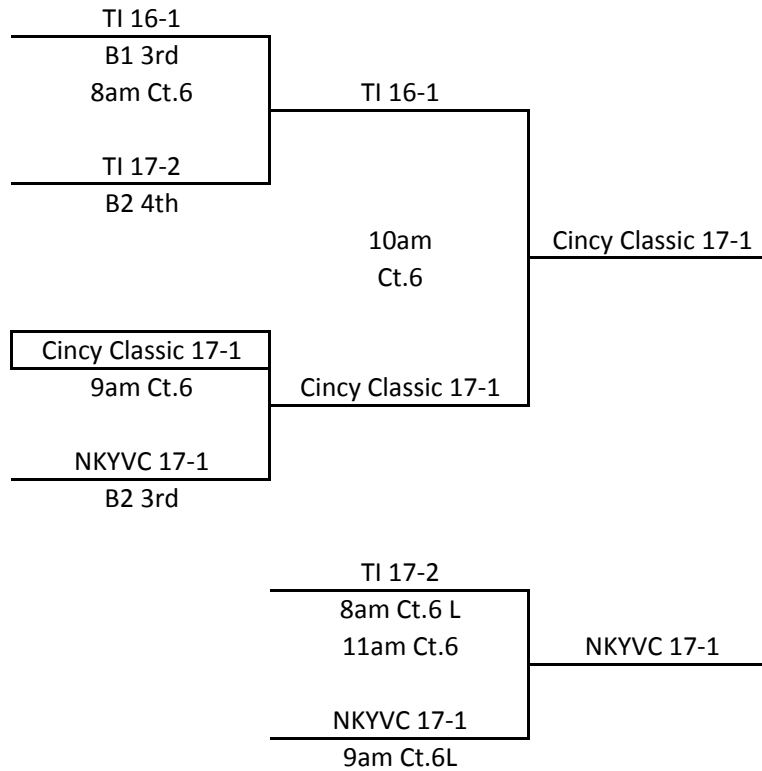 TI 16-1
B1 3rd
8am Ct.6
TI 16-1
TI 17-2
B2 4th
10am
Ct.6
Cincy Classic 17-1
Cincy Classic 17-1
9am Ct.6
Cincy Classic 17-1
NKYVC 17-1
B2 3rd
TI 17-2
8am Ct.6 L
11am Ct.6
NKYVC 17-1
NKYVC 17-1
9am Ct.6L